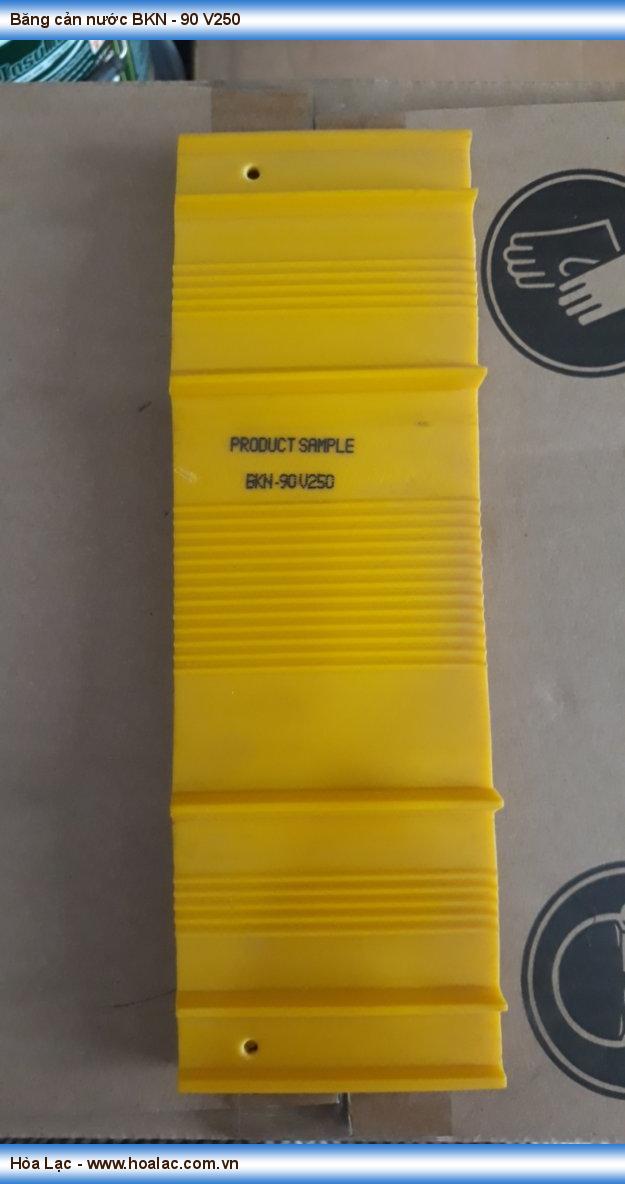 Băng cản nước BKN - 90 V250
PRODUCT SAMPLE
BKN-90 V250
Hòa Lạc - www.hoalac.com.vn